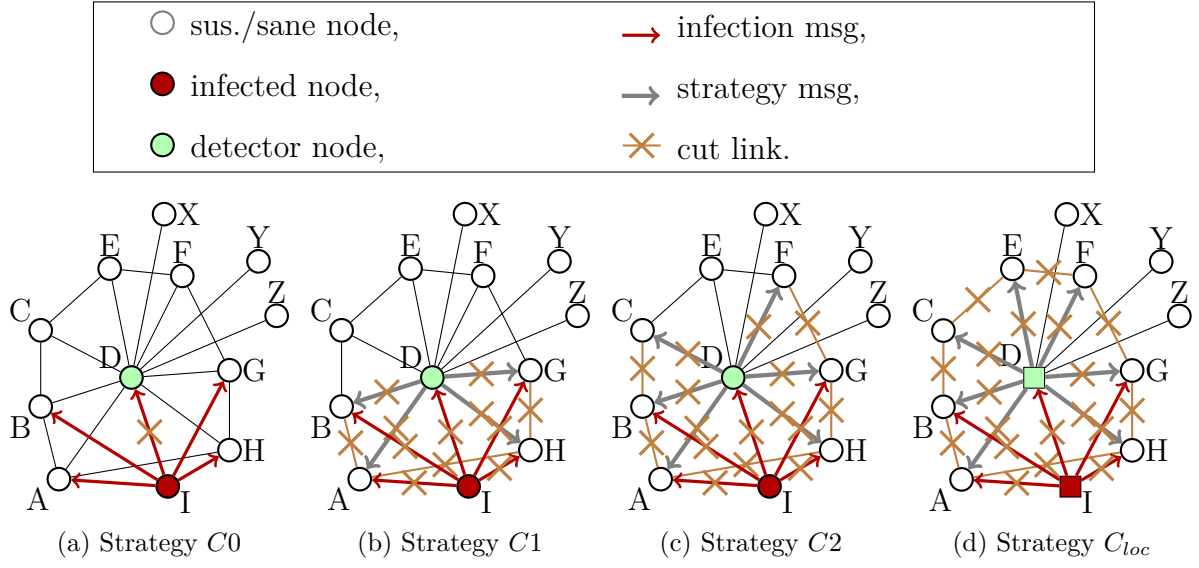 sus./sane node,
infection msg,
infected node,
strategy msg,
detector node,
cut link.
X
E
F
Y
C
Z
D
G
B
H
A
I
(a) Strategy C0
X
E
F
Y
C
Z
D
G
B
H
A
I
(b) Strategy C1
X
E
F
Y
C
Z
D
G
B
H
A
I
(c) Strategy C2
X
E
F
Y
C
Z
D
G
B
H
A
I
(d) Strategy Cloc